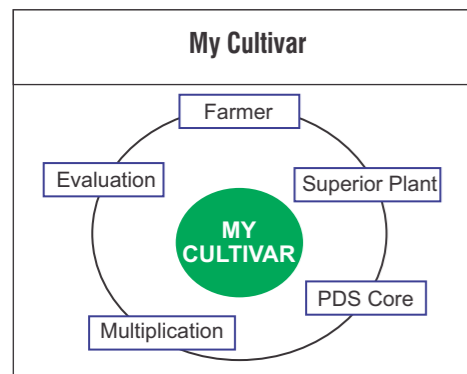 My Cultivar
Farmer
Evaluation
Superior Plant
MY
CULTIVAR
PDS Core
Multiplication